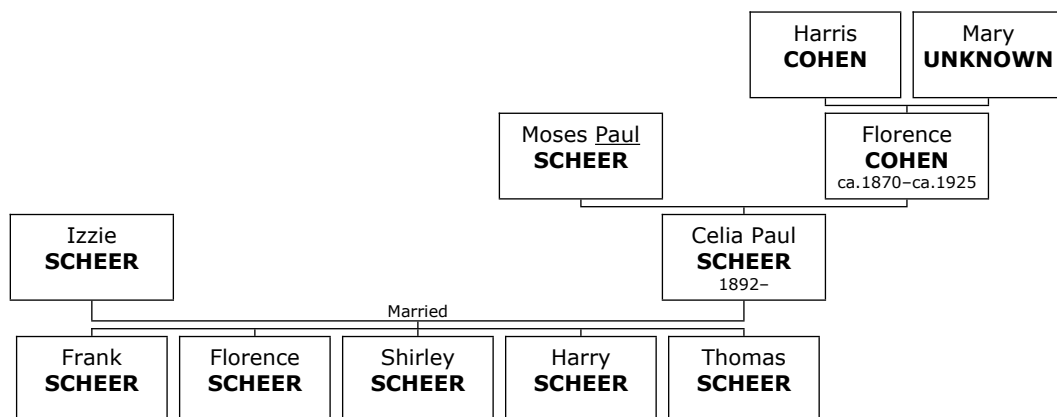 Harris
COHEN
Mary
UNKNOWN
Moses Paul
SCHEER
Florence
COHEN
ca.1870–ca.1925
Izzie
SCHEER
Celia Paul
SCHEER
1892–
Married
Frank
SCHEER
Florence
SCHEER
Shirley
SCHEER
Harry
SCHEER
Thomas
SCHEER